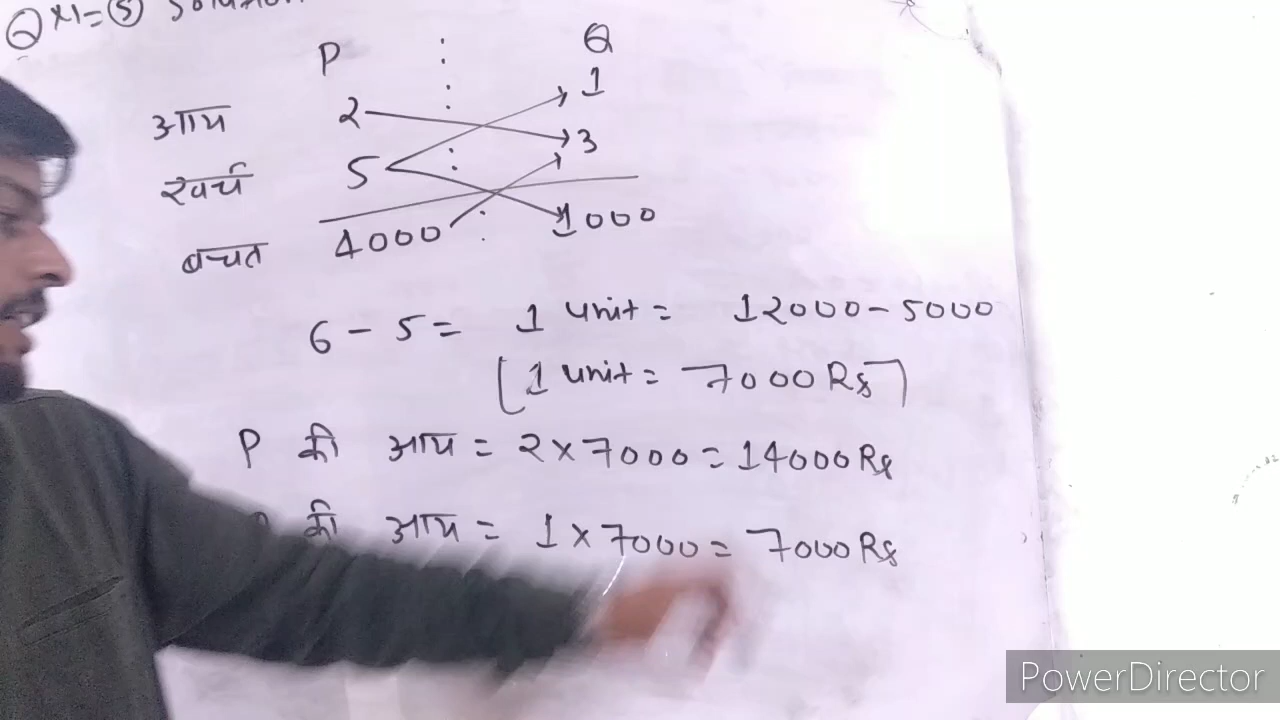 Q No= 5 Solution
P : Q
आय 2 : 1
खर्च 5 : 3
बचत 4000 : 1000
6 - 5 = 1 unit = 12000 - 5000
[1 unit = 7000 Rs]
P की आय = 2 × 7000 = 14000 Rs
की आय = 1 × 7000 = 7000 Rs
PowerDirector